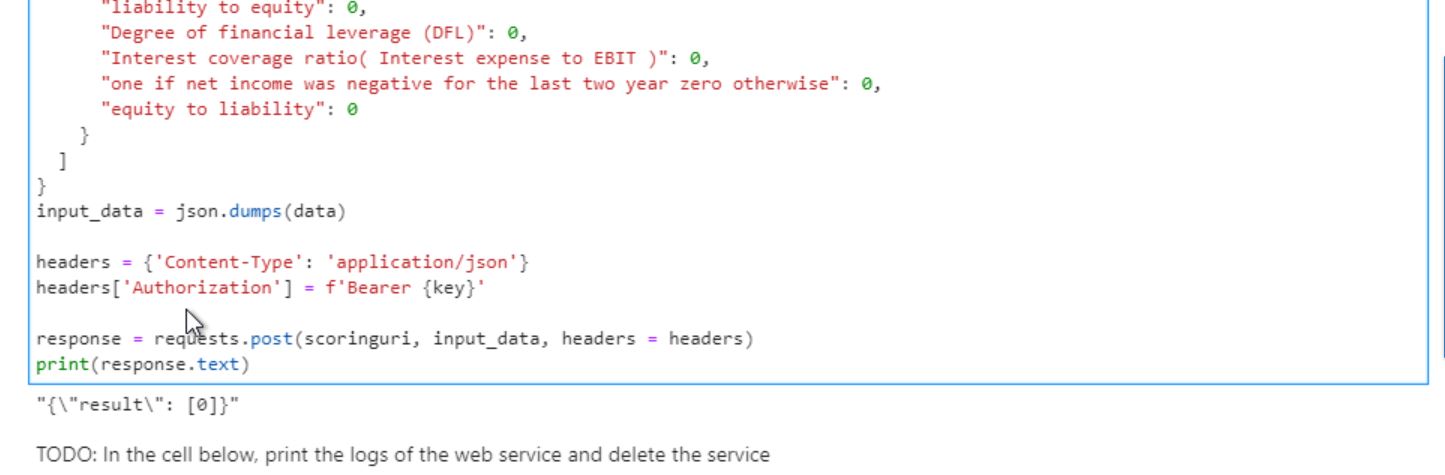 "liability to equity": 0,
"Degree of financial leverage (DFL)": 0,
"Interest coverage ratio( Interest expense to EBIT )": 0,
"one if net income was negative for the last two year zero otherwise": 0,
"equity to liability": 0
}
]
}
input_data = json.dumps(data)
headers = {'Content-Type': 'application/json'}
headers['Authorization'] = f'Bearer {key}'
response = requests.post(scoringuri, input_data, headers = headers)
print(response.text)
"{\"result\": [0]}"
TODO: In the cell below, print the logs of the web service and delete the service